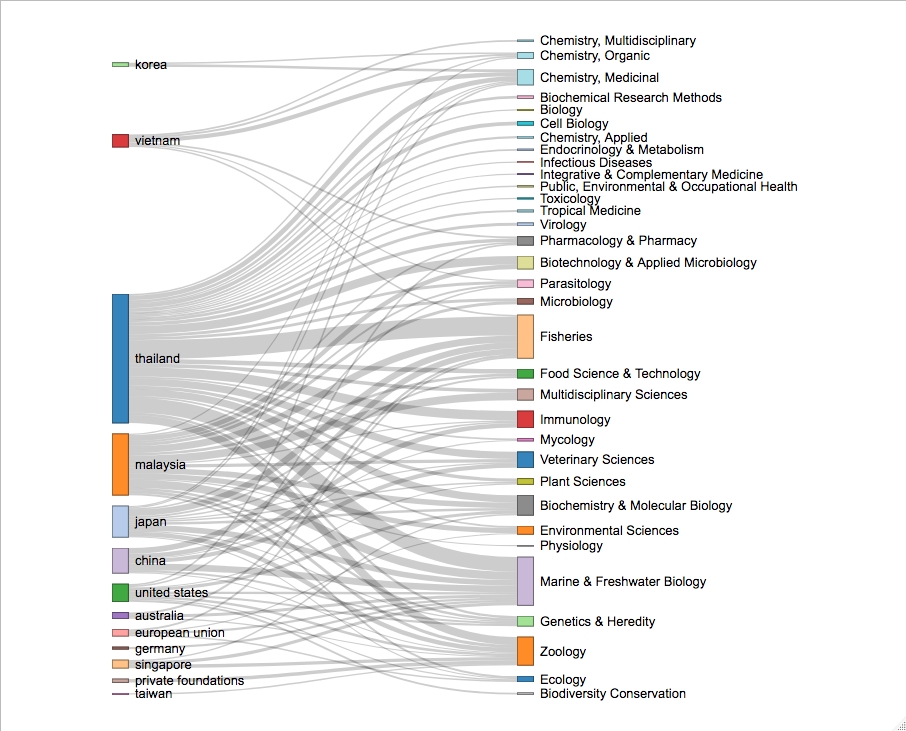 korea
vietnam
thailand
malaysia
japan
china
united states
australia
european union
germany
singapore
private foundations
taiwan
Chemistry, Multidisciplinary
Chemistry, Organic
Chemistry, Medicinal
Biochemical Research Methods
Biology
Cell Biology
Chemistry, Applied
Endocrinology & Metabolism
Infectious Diseases
Integrative & Complementary Medicine
Public, Environmental & Occupational Health
Toxicology
Tropical Medicine
Virology
Pharmacology & Pharmacy
Biotechnology & Applied Microbiology
Parasitology
Microbiology
Fisheries
Food Science & Technology
Multidisciplinary Sciences
Immunology
Mycology
Veterinary Sciences
Plant Sciences
Biochemistry & Molecular Biology
Environmental Sciences
Physiology
Marine & Freshwater Biology
Genetics & Heredity
Zoology
Ecology
Biodiversity Conservation